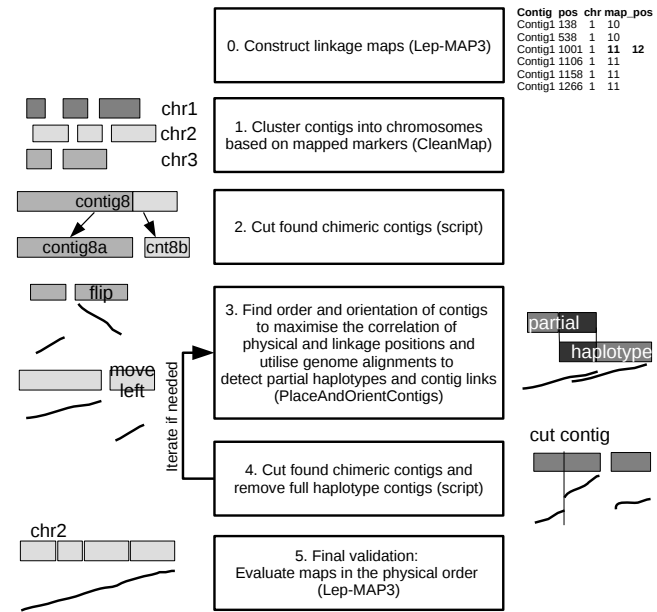 0. Construct linkage maps (Lep-MAP3)
Contig pos chr map_pos
Contig1 138 1 10
Contig1 538 1 10
Contig1 1001 1 11 12
Contig1 1106 1 11
Contig1 1158 1 11
Contig1 1266 1 11
chr1
chr2
chr3
1. Cluster contigs into chromosomes
based on mapped markers (CleanMap)
contig8
contig8a cnt8b
2. Cut found chimeric contigs (script)
flip
move
left
Iterate if needed
3. Find order and orientation of contigs
to maximise the correlation of
physical and linkage positions and
utilise genome alignments to
detect partial haplotypes and contig links
(PlaceAndOrientContigs)
partial
haplotype
4. Cut found chimeric contigs and
remove full haplotype contigs (script)
cut contig
chr2
5. Final validation:
Evaluate maps in the physical order
(Lep-MAP3)